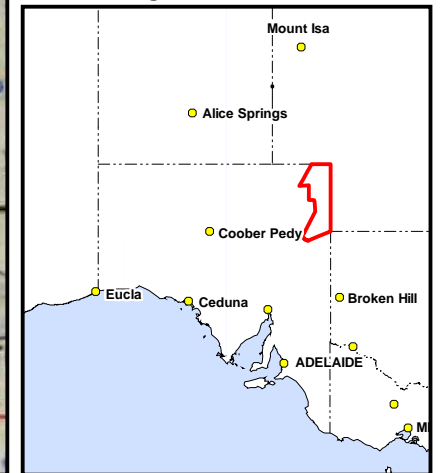 Mount Isa
Alice Springs
Coober Pedy
Eucla
Ceduna
Broken Hill
ADELAIDE